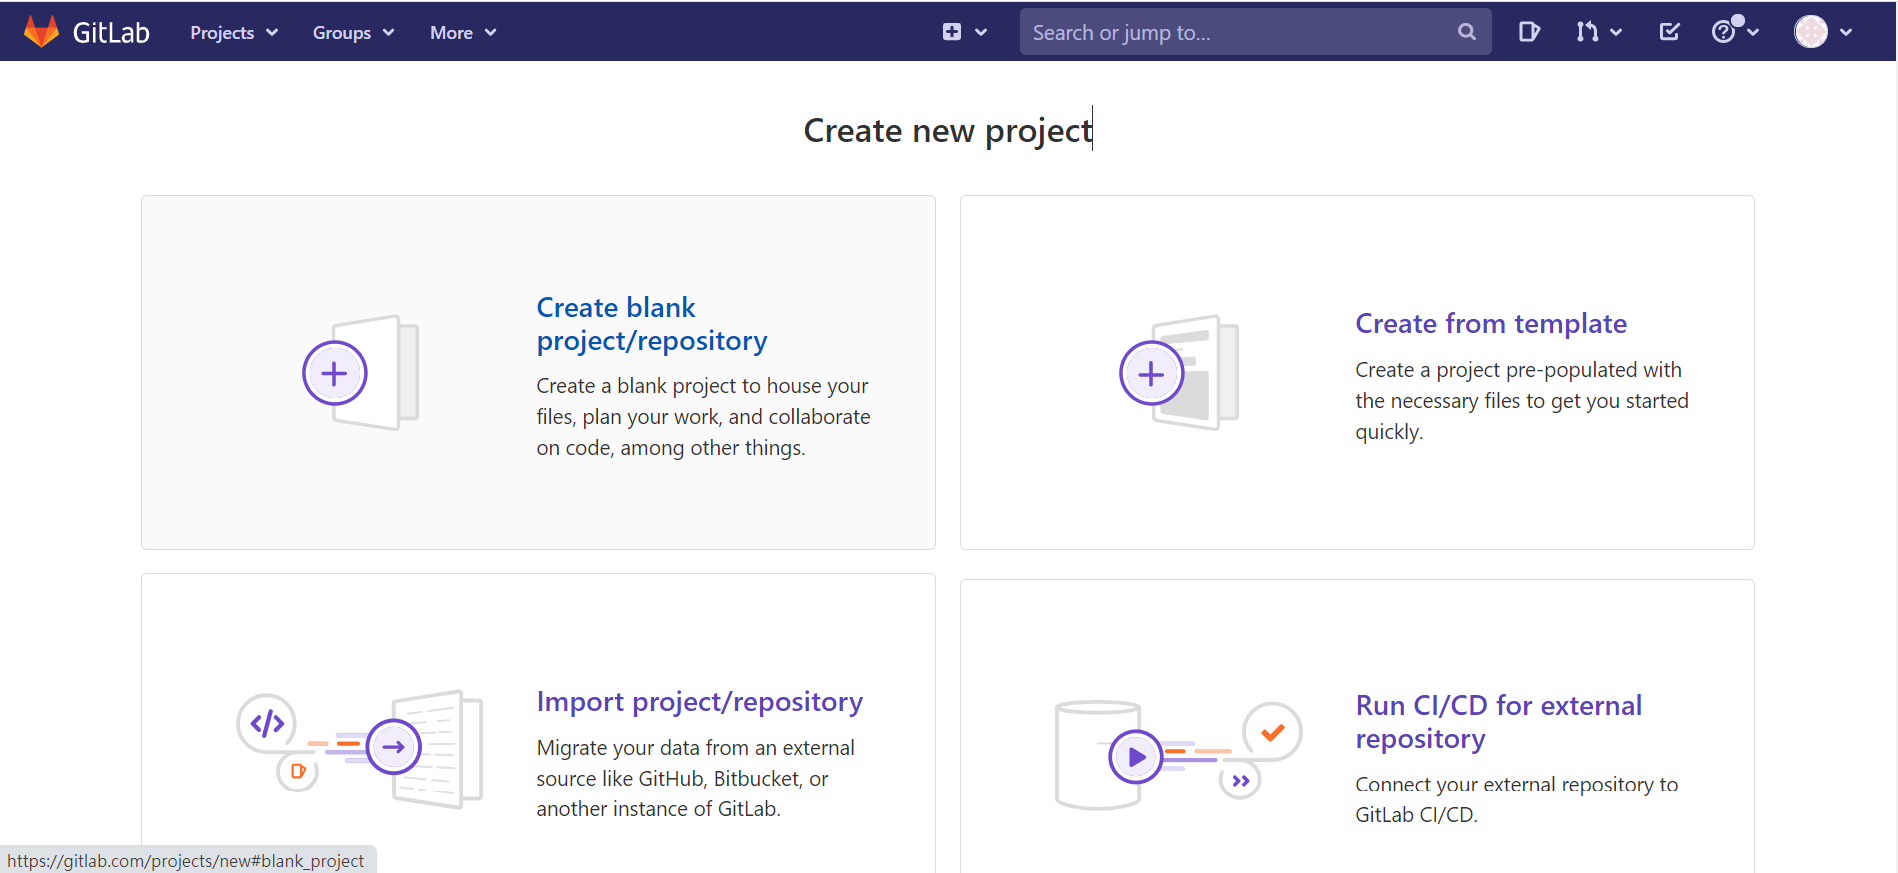 GitLab Projects Groups More Search or jump to...
Create new project
Create blank
project/repository
Create a blank project to house your
files, plan your work, and collaborate
on code, among other things.
Create from template
Create a project pre-populated with
the necessary files to get you started
quickly.
Import project/repository
Migrate your data from an external
source like GitHub, Bitbucket, or
another instance of GitLab.
Run CI/CD for external
repository
Connect your external repository to
GitLab CI/CD.
https://gitlab.com/projects/new#blank_project